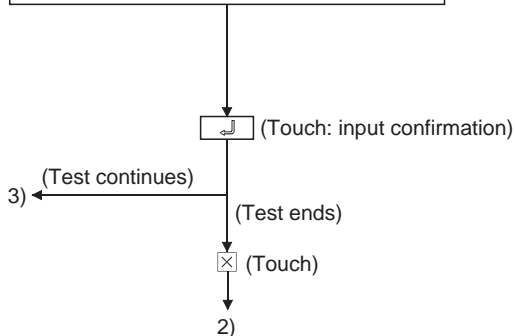 (Touch: input confirmation)
(Test continues)
3)
(Test ends)
(Touch)
2)